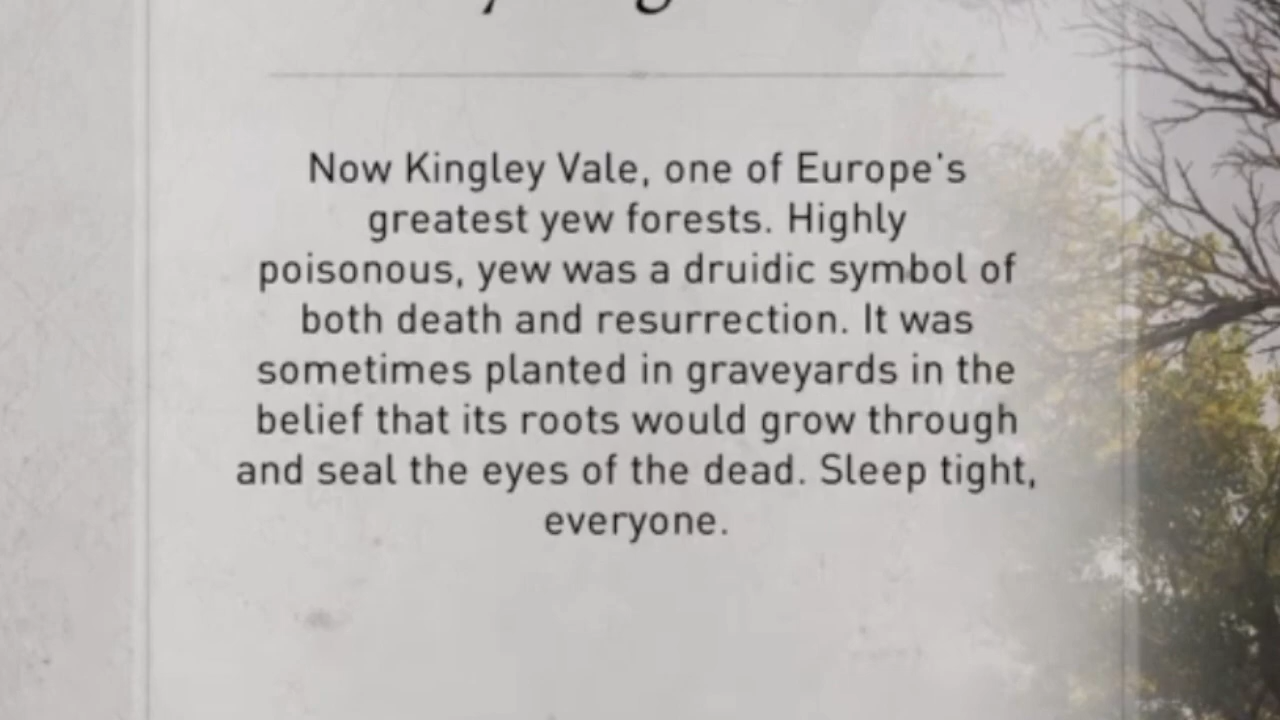 Now Kingley Vale, one of Europe's
greatest yew forests. Highly
poisonous, yew was a druidic symbol of
both death and resurrection. It was
sometimes planted in graveyards in the
belief that its roots would grow through
and seal the eyes of the dead. Sleep tight,
everyone.